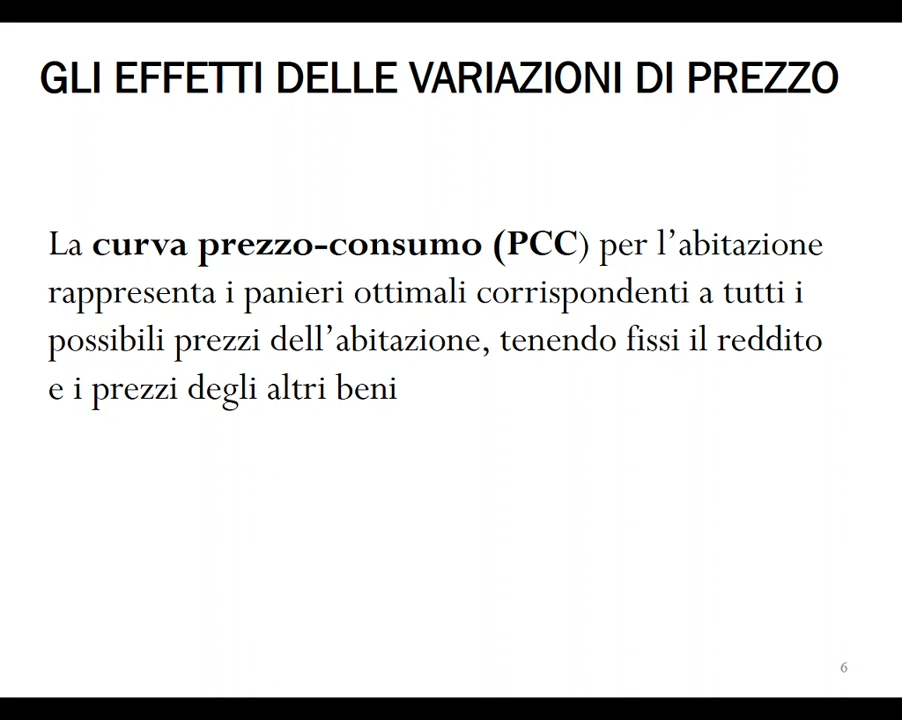 GLI EFFETTI DELLE VARIAZIONI DI PREZZO
La curva prezzo-consumo (PCC) per l’abitazione
rappresenta i panieri ottimali corrispondenti a tutti i
possibili prezzi dell’abitazione, tenendo fissi il reddito
e i prezzi degli altri beni
6